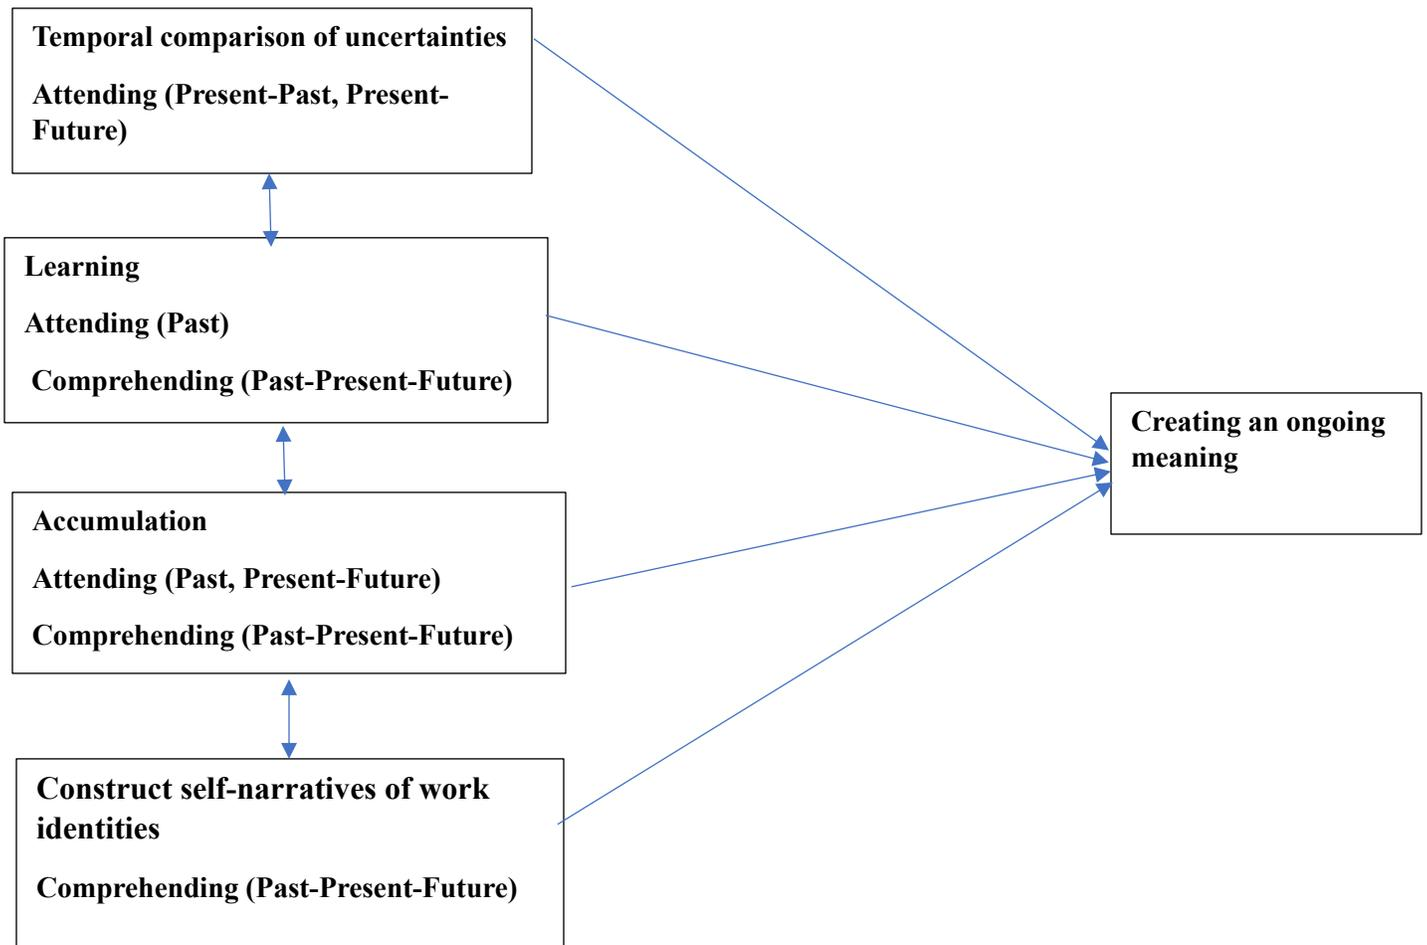 Temporal comparison of uncertainties
Attending (Present-Past, Present-
Future)
Learning
Attending (Past)
Comprehending (Past-Present-Future)
Accumulation
Attending (Past, Present-Future)
Comprehending (Past-Present-Future)
Construct self-narratives of work
identities
Comprehending (Past-Present-Future)
Creating an ongoing
meaning